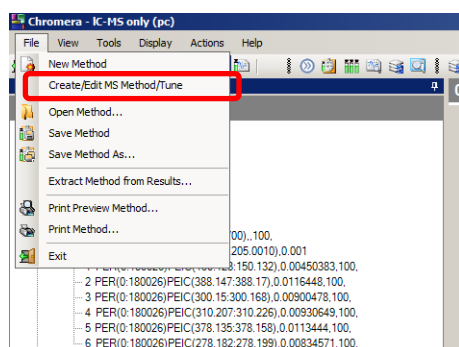 Chromera - IC-MS only (pc)
File View Tools Display Actions Help
New Method
Create/Edit MS Method/Tune
Open Method...
Save Method
Save Method As...
Extract Method from Results...
Print Preview Method...
Print Method...
Exit
00),,100,
205.0010),0.001
150.132),0.00450383,100,
2 PER(0:180026)PEIC(388.147:388.17),0.0116448,100,
3 PER(0:180026)PEIC(300.15:300.168),0.00900478,100,
4 PER(0:180026)PEIC(310.207:310.226),0.00930649,100,
5 PER(0:180026)PEIC(378.135:378.158),0.0113444,100,
6 PER(0:180026)PEIC(278.182:278.199),0.00834571,100,